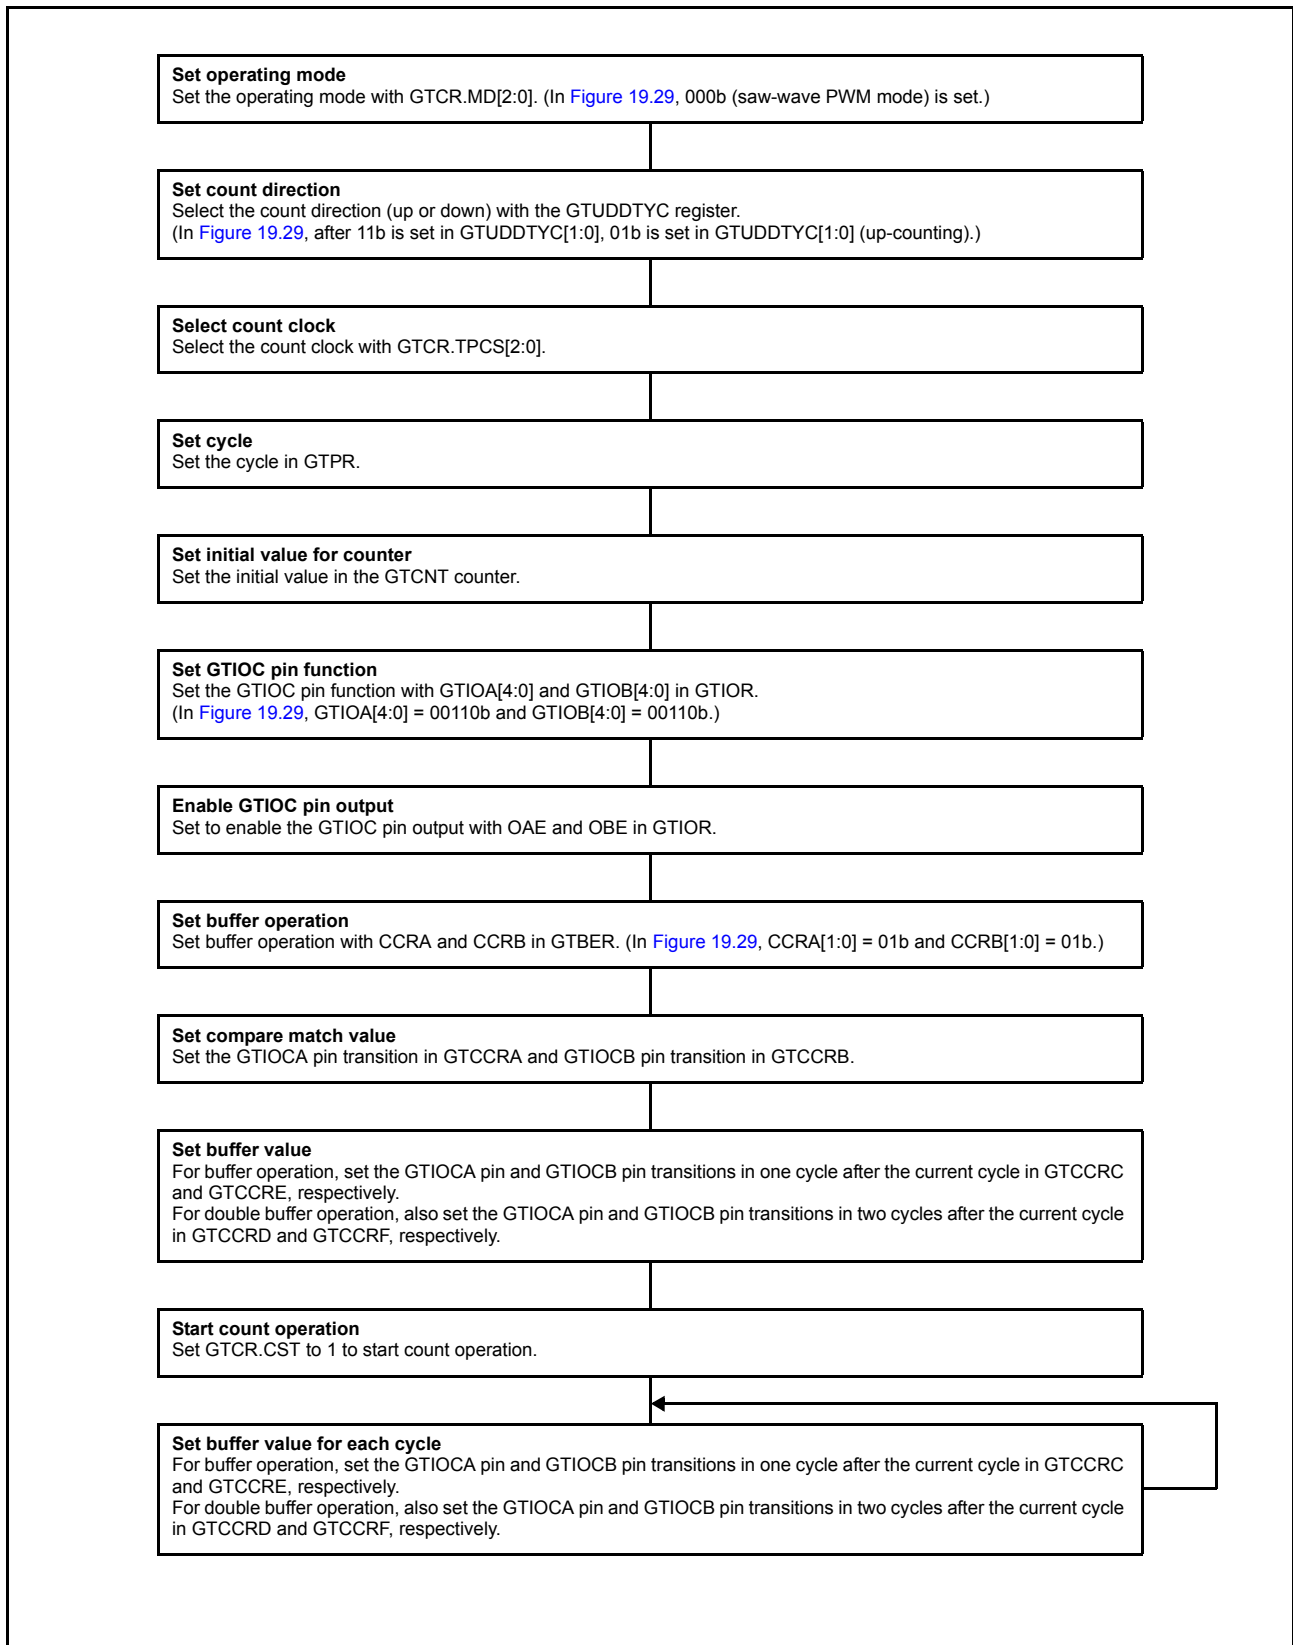 Set operating mode
Set the operating mode with GTCR.MD[2:0]. (In Figure 19.29, 000b (saw-wave PWM mode) is set.)
Set count direction
Select the count direction (up or down) with the GTUDDTYC register.
(In Figure 19.29, after 11b is set in GTUDDTYC[1:0], 01b is set in GTUDDTYC[1:0] (up-counting).)
Select count clock
Select the count clock with GTCR.TPCS[2:0].
Set cycle
Set the cycle in GTPR.
Set initial value for counter
Set the initial value in the GTCNT counter.
Set GTIOC pin function
Set the GTIOC pin function with GTIOA[4:0] and GTIOB[4:0] in GTIOR.
(In Figure 19.29, GTIOA[4:0] = 00110b and GTIOB[4:0] = 00110b.)
Enable GTIOC pin output
Set to enable the GTIOC pin output with OAE and OBE in GTIOR.
Set buffer operation
Set buffer operation with CCRA and CCRB in GTBER. (In Figure 19.29, CCRA[1:0] = 01b and CCRB[1:0] = 01b.)
Set compare match value
Set the GTIOCA pin transition in GTCCRA and GTIOCB pin transition in GTCCRB.
Set buffer value
For buffer operation, set the GTIOCA pin and GTIOCB pin transitions in one cycle after the current cycle in GTCCRC
and GTCCRE, respectively.
For double buffer operation, also set the GTIOCA pin and GTIOCB pin transitions in two cycles after the current cycle
in GTCCRD and GTCCRF, respectively.
Start count operation
Set GTCR.CST to 1 to start count operation.
Set buffer value for each cycle
For buffer operation, set the GTIOCA pin and GTIOCB pin transitions in one cycle after the current cycle in GTCCRC
and GTCCRE, respectively.
For double buffer operation, also set the GTIOCA pin and GTIOCB pin transitions in two cycles after the current cycle
in GTCCRD and GTCCRF, respectively.